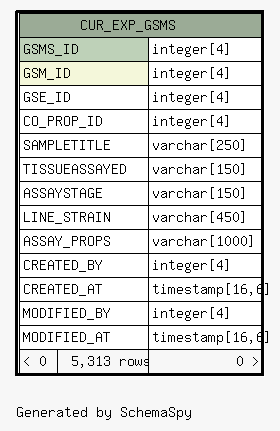 CUR_EXP_GSMS
GSMS_ID integer[4]
GSM_ID integer[4]
GSE_ID integer[4]
CO_PROP_ID integer[4]
SAMPLETITLE varchar[250]
TISSUEASSAYED varchar[150]
ASSAYSTAGE varchar[150]
LINE_STRAIN varchar[450]
ASSAY_PROPS varchar[1000]
CREATED_BY integer[4]
CREATED_AT timestamp[16,6]
MODIFIED_BY integer[4]
MODIFIED_AT timestamp[16,6]
< 0 5,313 rows 0 >
Generated by SchemaSpy